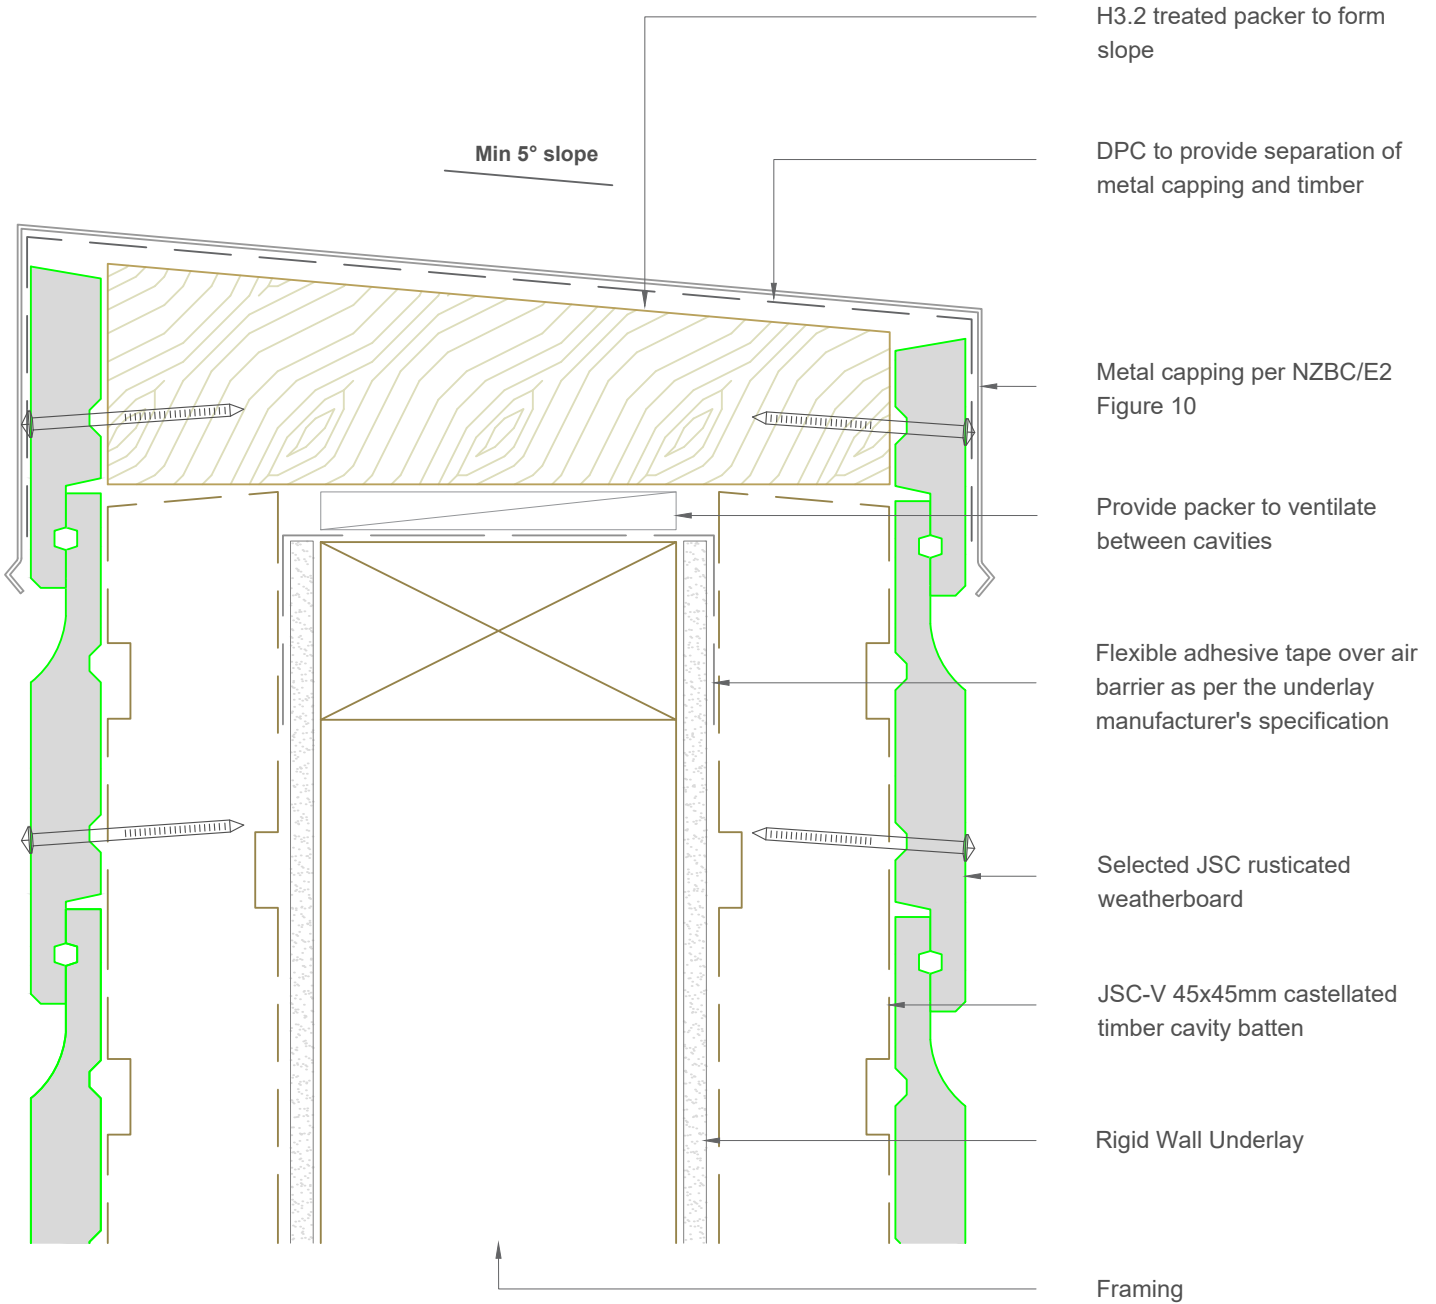 H3.2 treated packer to form
slope
Min 5° slope
DPC to provide separation of
metal capping and timber
Metal capping per NZBC/E2
Figure 10
Provide packer to ventilate
between cavities
Flexible adhesive tape over air
barrier as per the underlay
manufacturer's specification
Selected JSC rusticated
weatherboard
JSC-V 45x45mm castellated
timber cavity batten
Rigid Wall Underlay
Framing